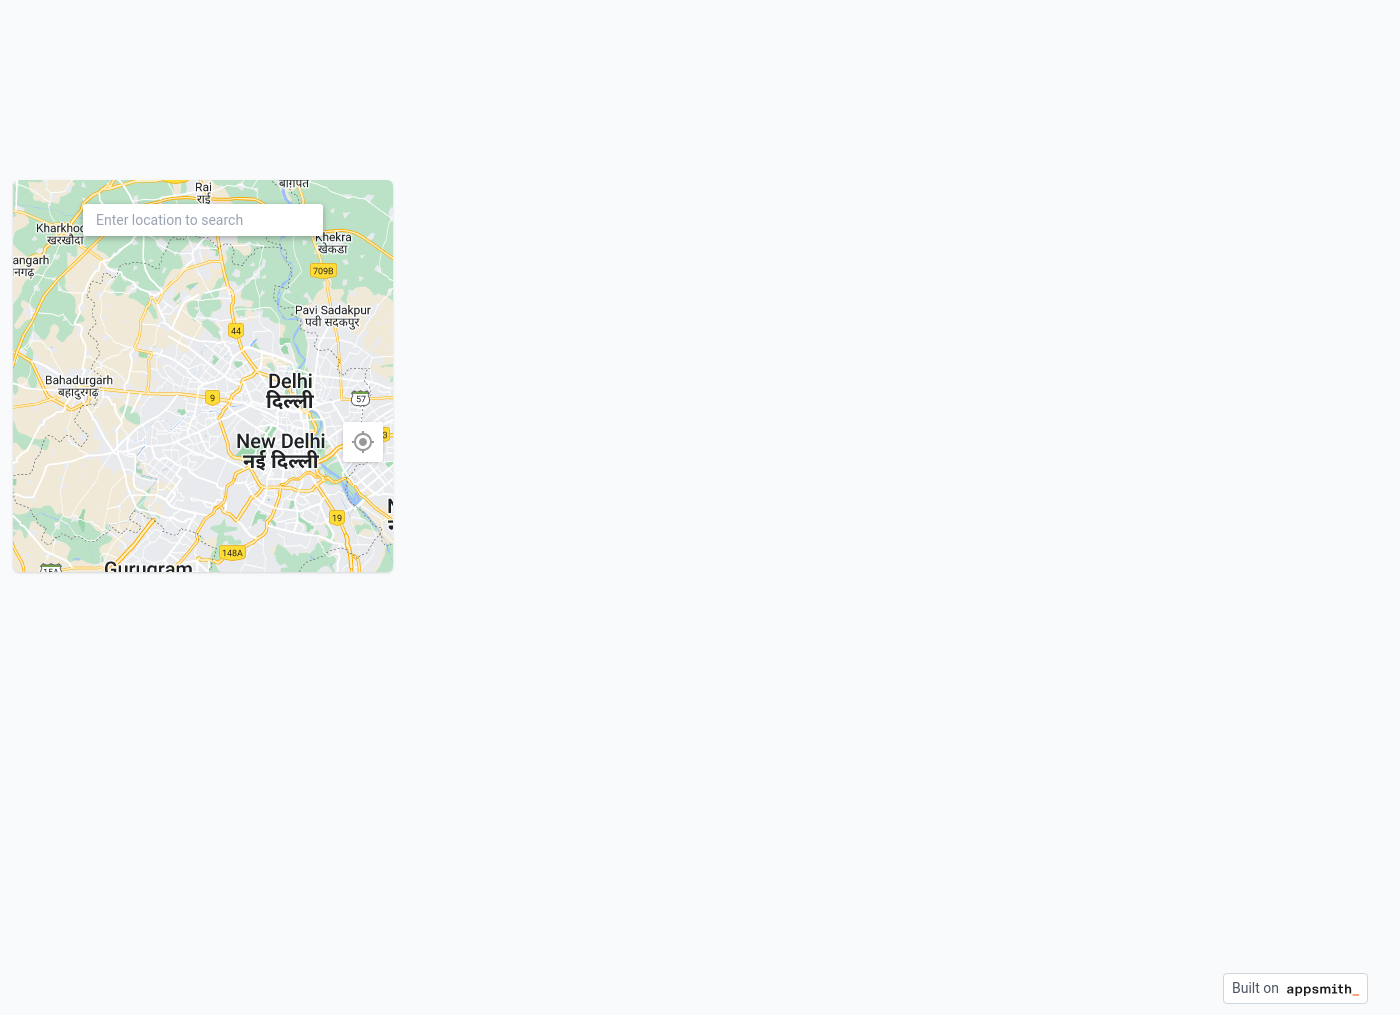 बाग़पत
Rai
राई
Enter location to search
Khekra
खेकडा
खरखौदा
angarh
नगढ़
709B
Pavi Sadakpur
पवी सदकपुर
44
Bahadurgarh
बहादुरगढ़
Delhi
दिल्ली
9
57
New Delhi
नई दिल्ली
3
19
148A
Gurugram
Built on appsmith_